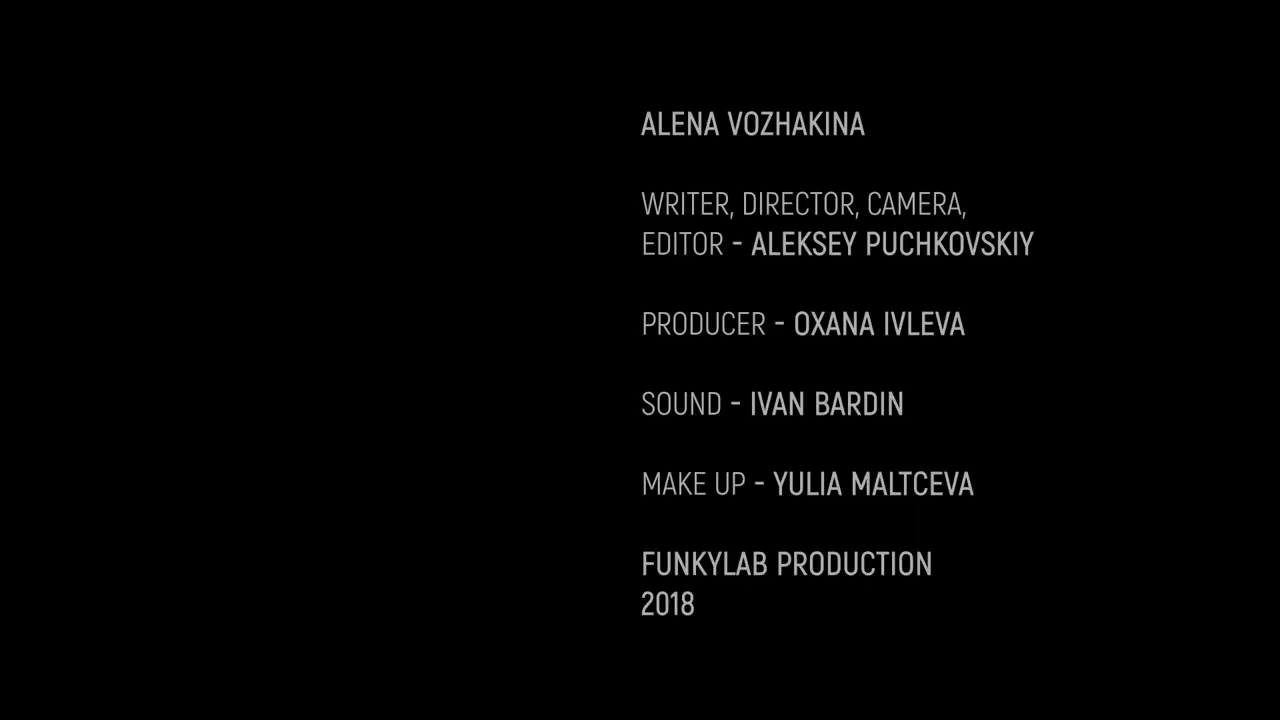 ALENA VOZHAKINA
WRITER, DIRECTOR, CAMERA,
EDITOR - ALEKSEY PUCHKOVSKIY
PRODUCER - OXANA IVLEVA
SOUND - IVAN BARDIN
MAKE UP - YULIA MALTCEVA
FUNKYLAB PRODUCTION
2018